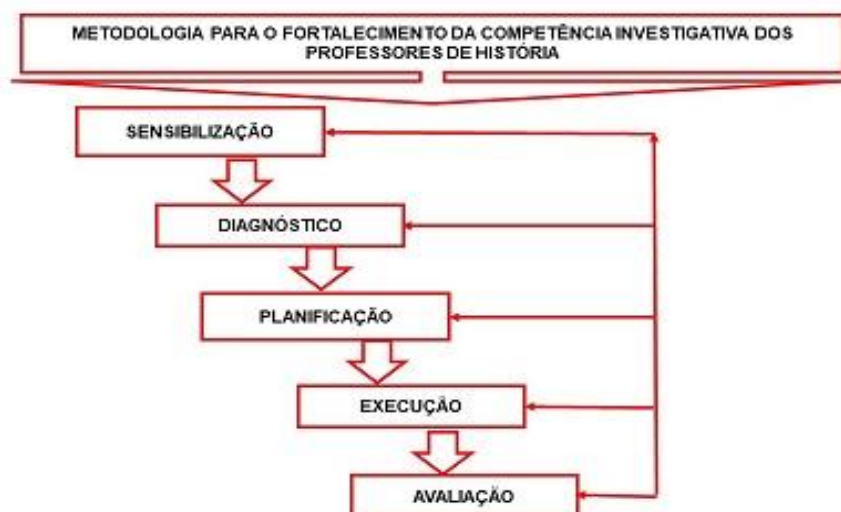 METODOLOGIA PARA O FORTALECIMENTO DA COMPETÊNCIA INVESTIGATIVA DOS
PROFESSORES DE HISTÓRIA
SENSIBILIZAÇÃO
DIAGNÓSTICO
PLANIFICAÇÃO
EXECUÇÃO
AVALIAÇÃO